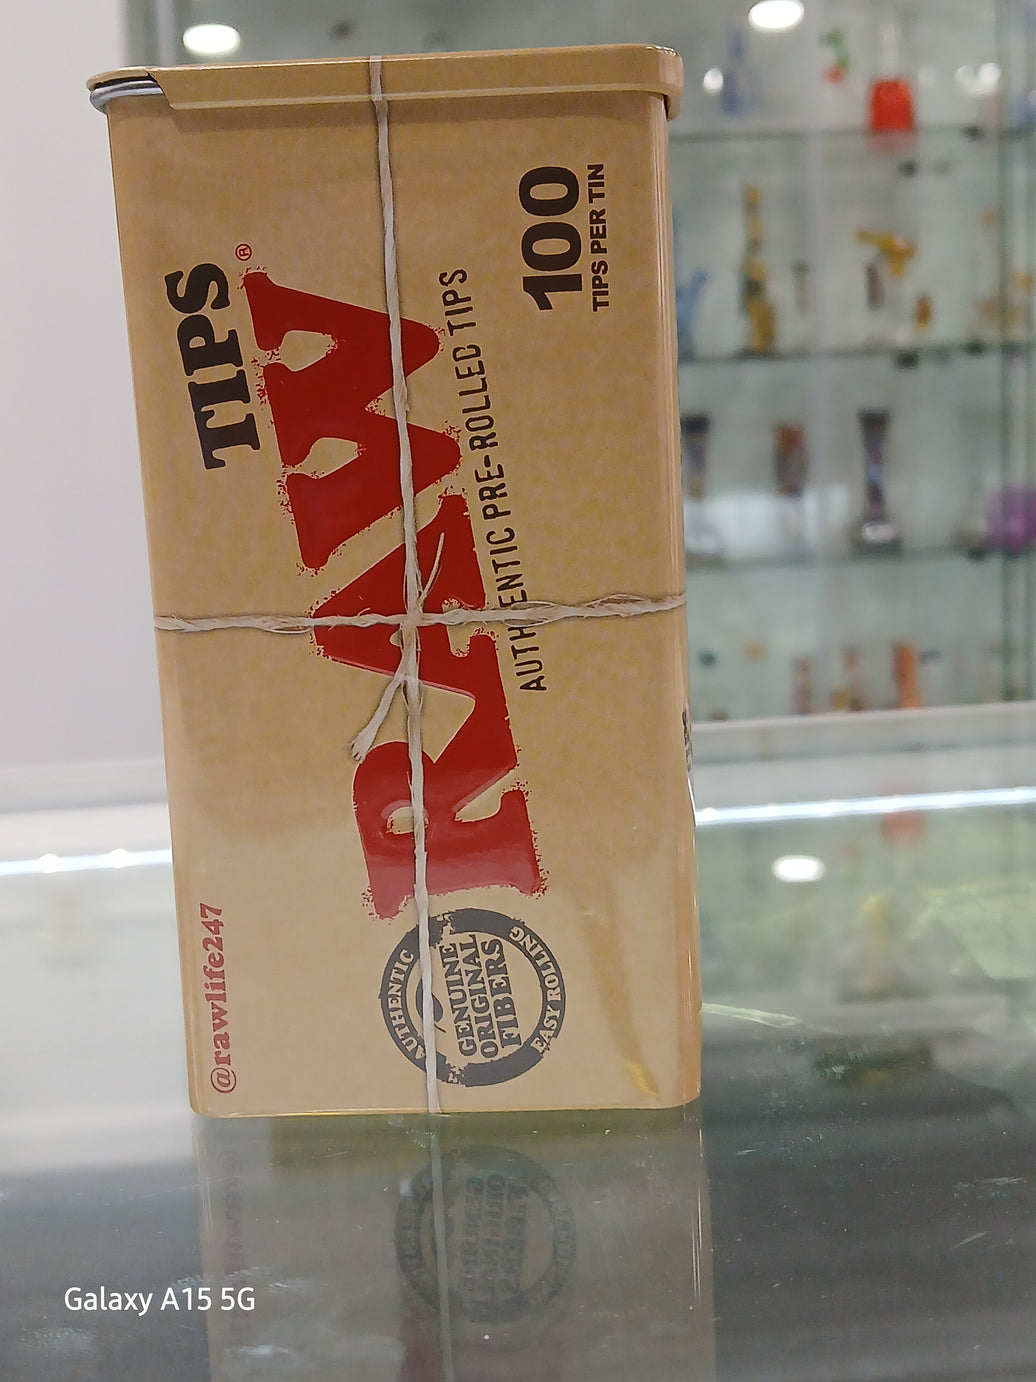 TIPS
RAW®
AUTHENTIC PRE-ROLLED TIPS
100
TIPS PER TIN
@rawlife247
AUTHENTIC
GENUINE
ORIGINAL
FIBERS
EASY ROLLING
Galaxy A15 5G